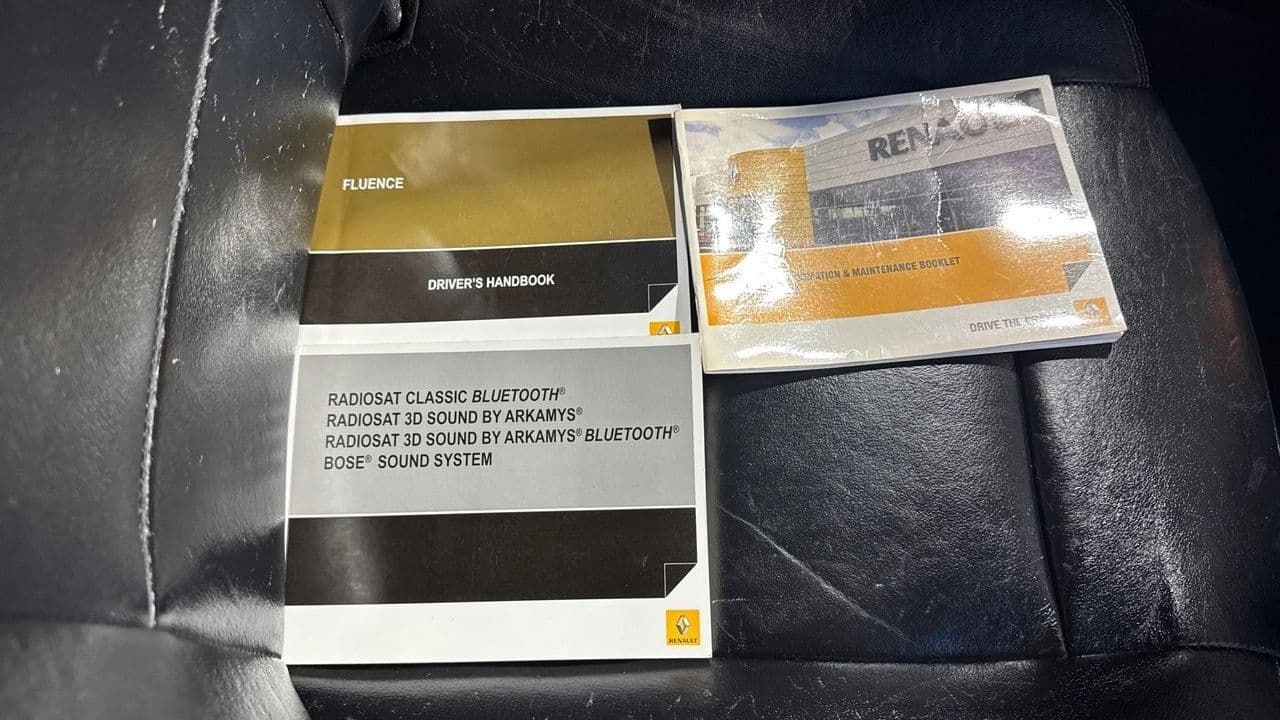 FLUENCE
DRIVER'S HANDBOOK
RENAULT
& MAINTENANCE BOOKLET
DRIVE THE
RADIOSAT CLASSIC BLUETOOTH®
RADIOSAT 3D SOUND BY ARKAMYS®
RADIOSAT 3D SOUND BY ARKAMYS® BLUETOOTH®
BOSE® SOUND SYSTEM
RENAULT